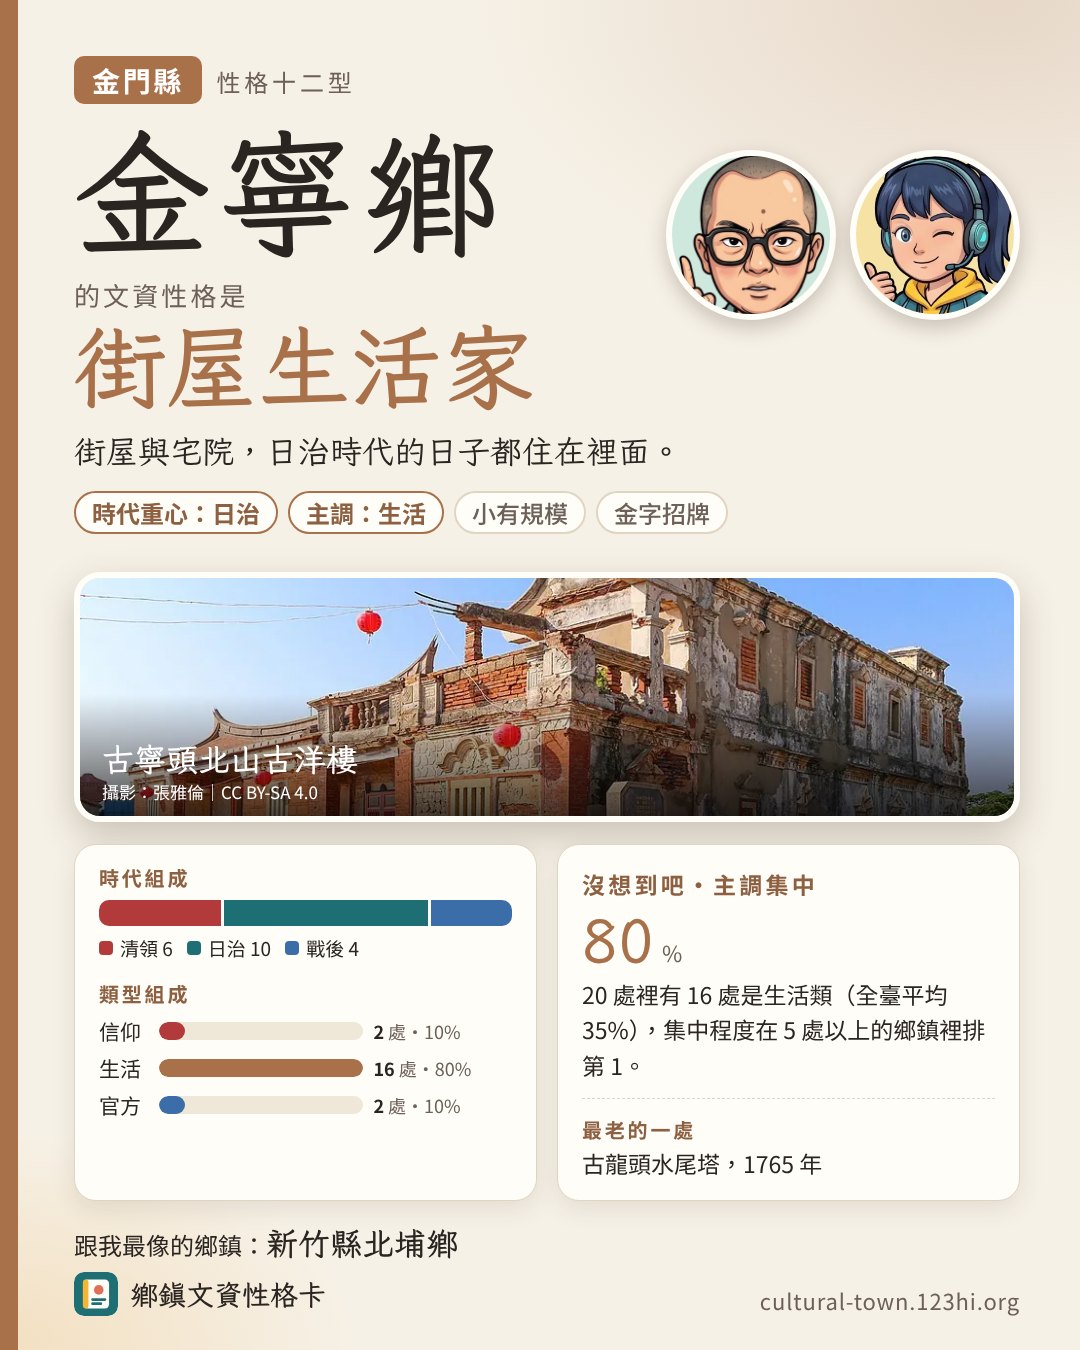 金門縣 性格十二型
金寧鄉
的文資性格是
街屋生活家
街屋與宅院，日治時代的日子都住在裡面。
時代重心：日治 主調：生活 小有規模 金字招牌
古寧頭北山古洋樓
攝影：張雅倫｜CC BY-SA 4.0
時代組成
清領 6 日治 10 戰後 4
類型組成
信仰 2 處・10%
生活 16 處・80%
官方 2 處・10%
沒想到吧・主調集中
80 %
20 處裡有 16 處是生活類（全臺平均
35%），集中程度在 5 處以上的鄉鎮裡排
第 1。
最老的一處
古龍頭水尾塔，1765 年
跟我最像的鄉鎮：新竹縣北埔鄉
鄉鎮文資性格卡
cultural-town.123hi.org